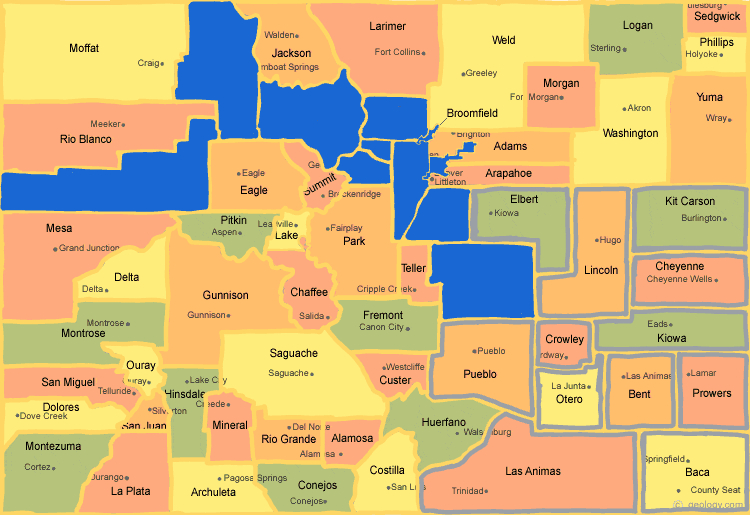 Sedgwick
Larimer
Logan
Walden
Moffat
Weld
Phillips
Jackson
Fort Collins
Sterling
Holyoke
Craig
mboat Springs
Greeley
Morgan
Yuma
For Morgan
Broomfield
Akron
Wray
Meeker
Rio Blanco
Brighton
Washington
Adams
Ge
Eagle
Arapahoe
Littleton
Summit
Eagle
Breckenridge
Elbert
Kit Carson
Kiowa
Burlington
Pitkin
Mesa
Leadville
Fairplay
Aspen
Lake
Park
Hugo
Grand Junction
Teller
Lincoln
Cheyenne
Delta
Cheyenne Wells
Delta
Gunnison
Chaffee
Cripple Creek
Gunnison
Salida
Fremont
Montrose
Canon City
Eads
Montrose
Kiowa
Crowley
Saguache
Pueblo
rdway
Ouray
Westcliffe
Saguache
Pueblo
San Miguel
Ouray
Lake City
Custer
Las Animas
Lamar
Telluride
La Junta
Hinsdale
Bent
Prowers
Dolores
Creede
Otero
Dove Creek
Silverton
Mineral
Huerfano
San Juan
Del Norte
Montezuma
Rio Grande
Alamosa
Walsenburg
Alamosa
Springfield
Cortez
Costilla
Las Animas
Baca
Durango
Pagosa Springs
La Plata
Archuleta
Conejos
San Lu
Trinidad
County Seat
Conejos
© geology.com